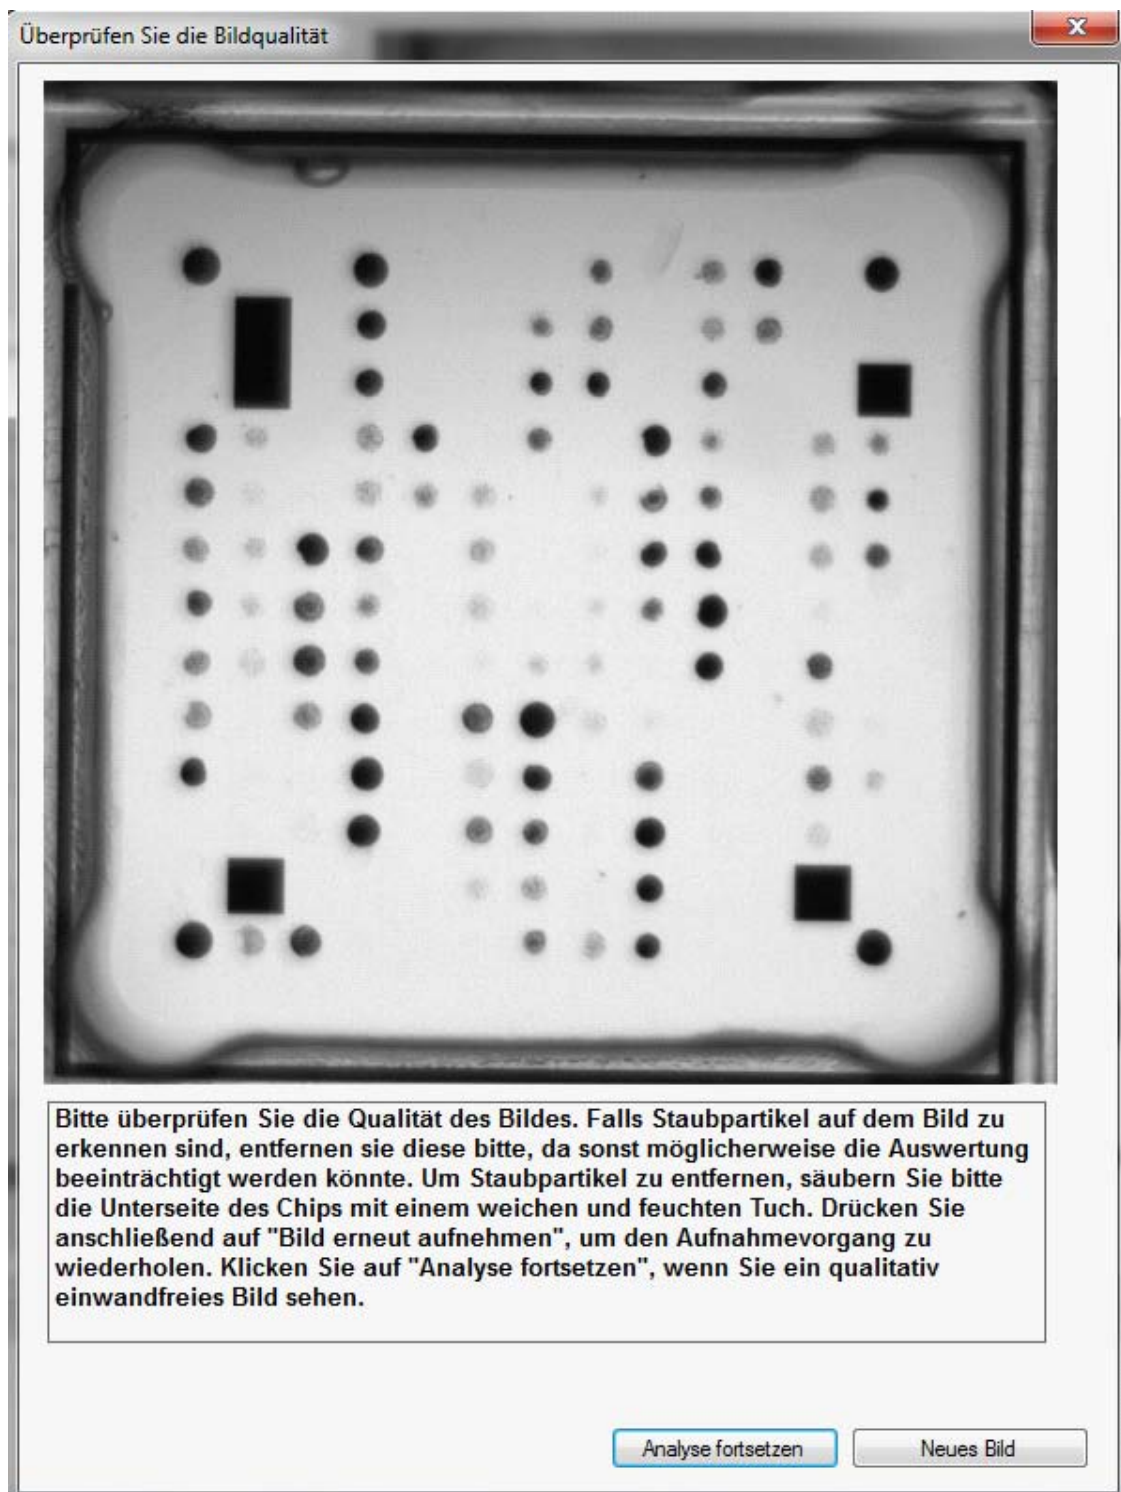 Überprüfen Sie die Bildqualität
Bitte überprüfen Sie die Qualität des Bildes. Falls Staubpartikel auf dem Bild zu
erkennen sind, entfernen sie diese bitte, da sonst möglicherweise die Auswertung
beeinträchtigt werden könnte. Um Staubpartikel zu entfernen, säubern Sie bitte
die Unterseite des Chips mit einem weichen und feuchten Tuch. Drücken Sie
anschließend auf "Bild erneut aufnehmen", um den Aufnahmevorgang zu
wiederholen. Klicken Sie auf "Analyse fortsetzen", wenn Sie ein qualitativ
einwandfreies Bild sehen.
Analyse fortsetzen
Neues Bild